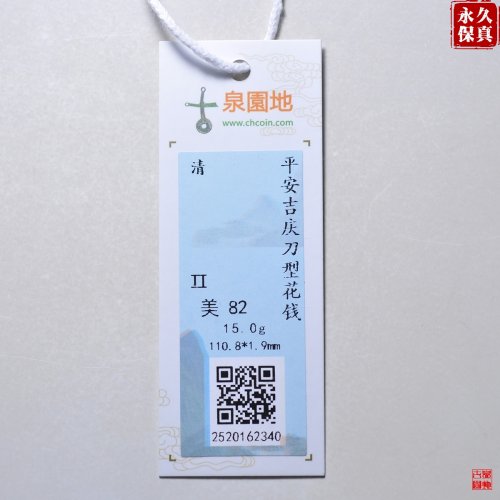 永久
保真
泉園地
www.chcoin.com
平安吉庆刀型花钱
清
II
美 82
15.0g
110.8*1.9mm
2520162340